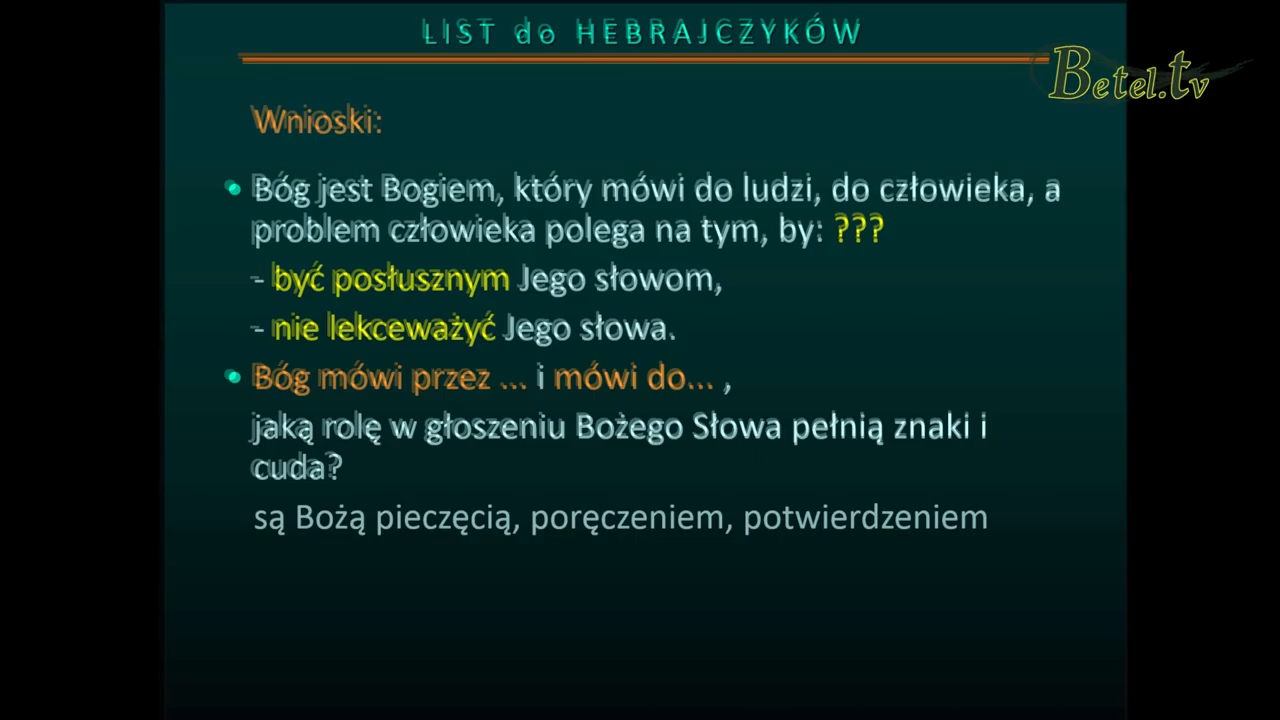 LIST do HEBRAJCZYKÓW
Betel.tv
Wnioski:
• Bóg jest Bogiem, który mówi do ludzi, do człowieka, a
problem człowieka polega na tym, by: ???
- być posłusznym Jego słowom,
- nie lekceważyć Jego słowa.
• Bóg mówi przez ... i mówi do... ,
jaką rolę w głoszeniu Bożego Słowa pełnią znaki i
cuda?
są Bożą pieczęcią, poręczeniem, potwierdzeniem